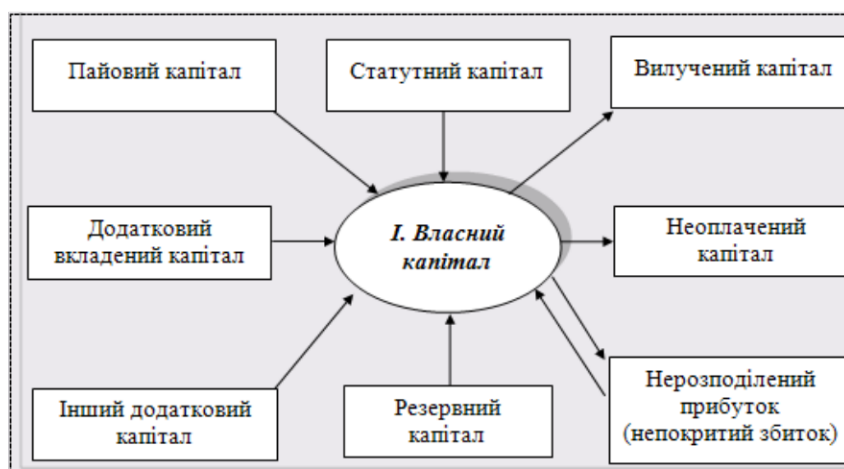 Пайовий капітал
Статутний капітал
Вилучений капітал
Додатковий
вкладений капітал
І. Власний
капітал
Неоплачений
капітал
Інший додатковий
капітал
Резервний
капітал
Нерозподілений
прибуток
(непокритий збиток)